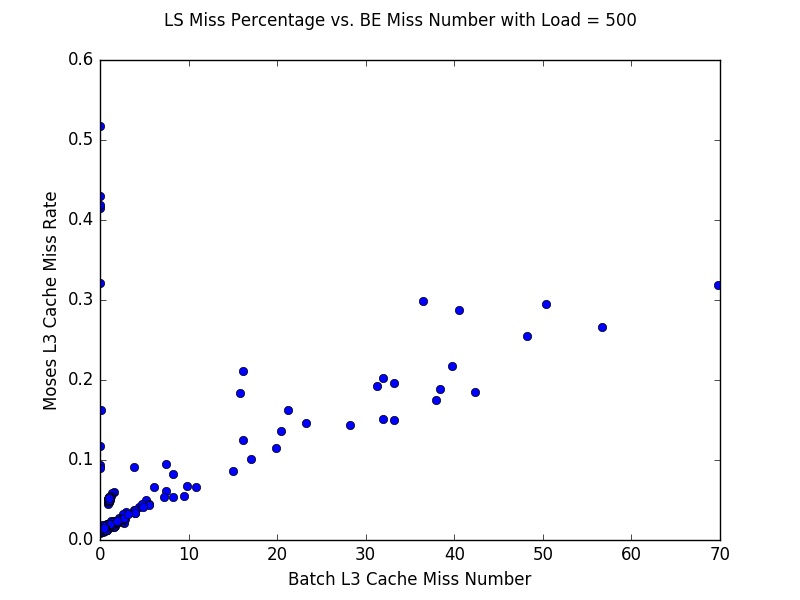 LS Miss Percentage vs. BE Miss Number with Load = 500
0.6
0.5
0.4
0.3
0.2
0.1
0.0
Moses L3 Cache Miss Rate
0 10 20 30 40 50 60 70
Batch L3 Cache Miss Number